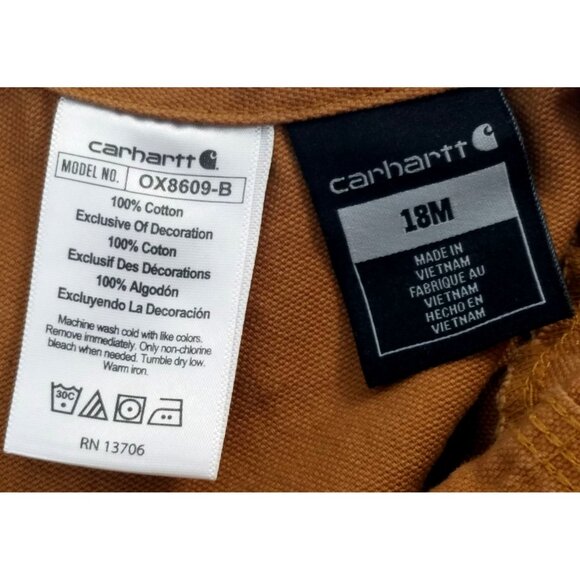 carhartt
MODEL NO. OX8609-B
100% Cotton
Exclusive Of Decoration
100% Coton
Exclusif Des Décorations
100% Algodón
Excluyendo La Decoración
Machine wash cold with like colors.
Remove immediately. Only non-chlorine
bleach when needed. Tumble dry low.
Warm iron.
30C
RN 13706
carhartt
18M
MADE IN
VIETNAM
FABRIQUE AU
VIETNAM
HECHO EN
VIETNAM